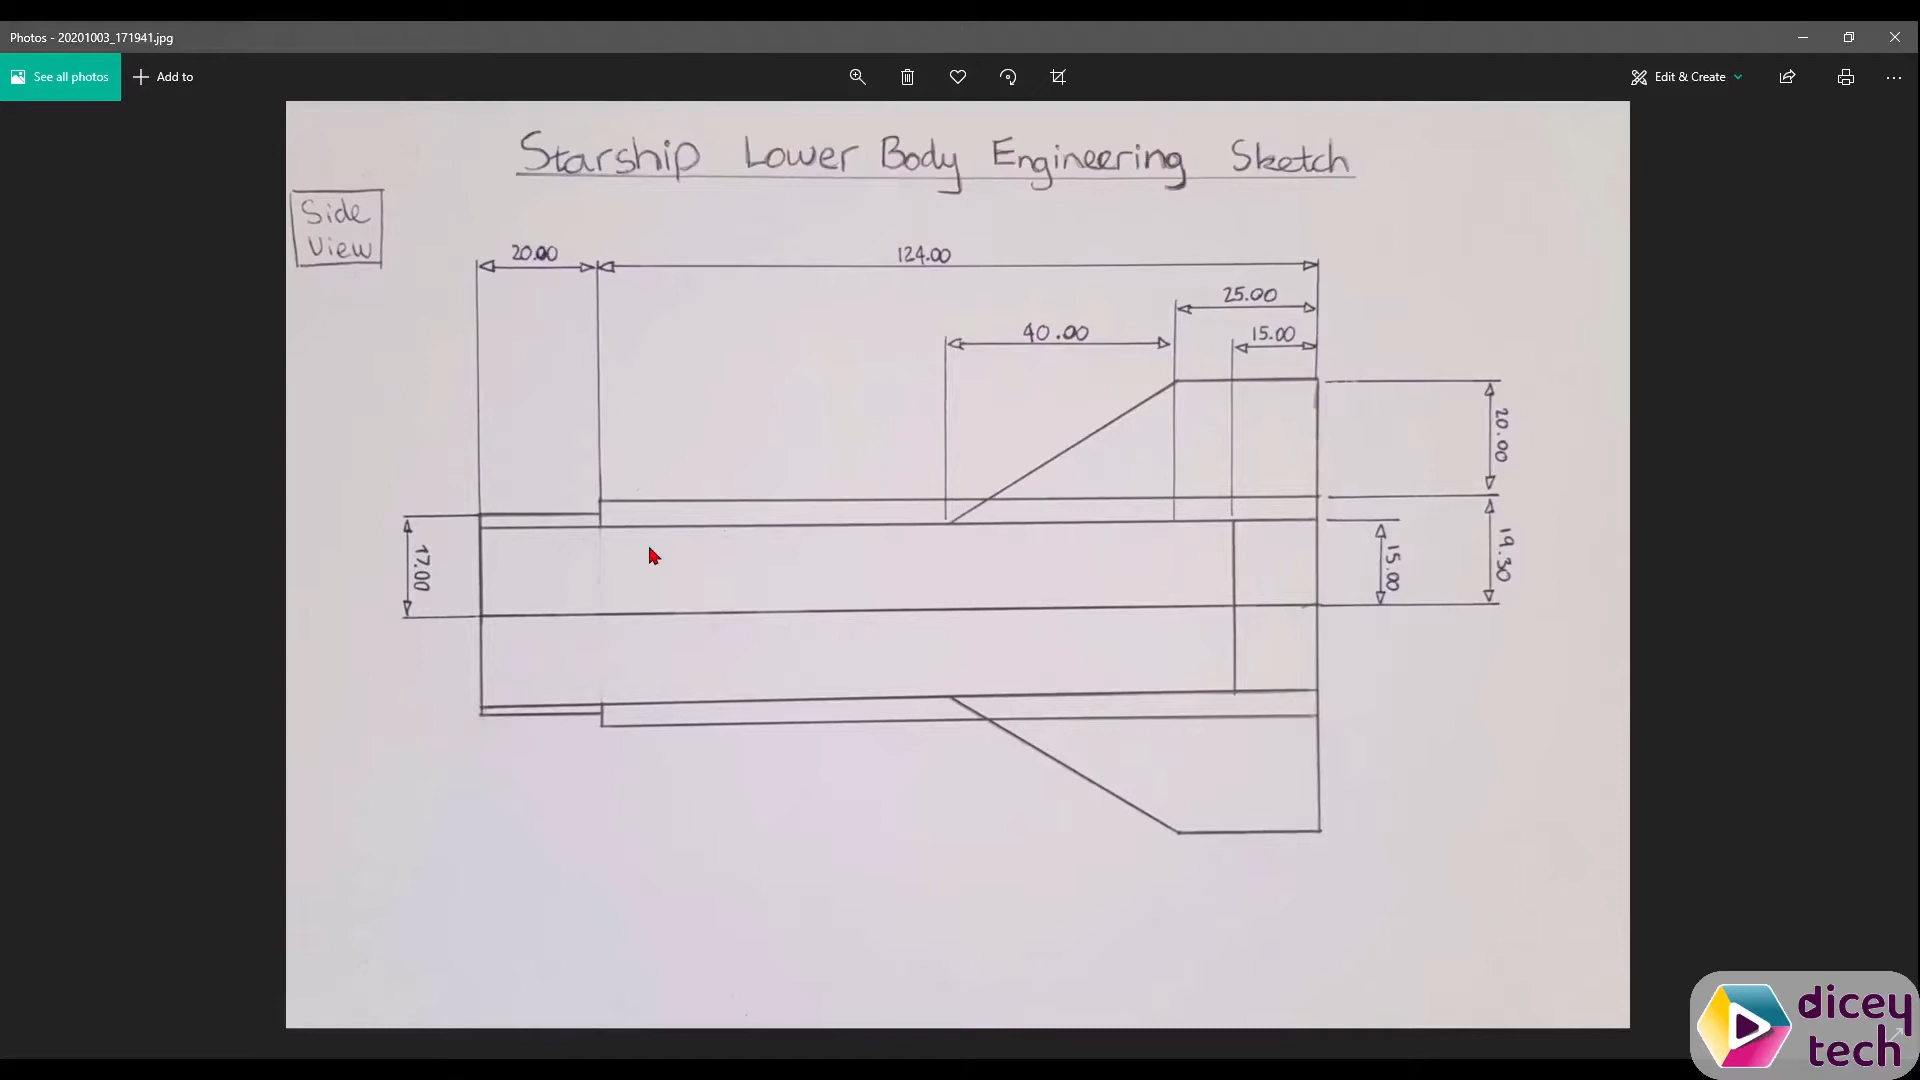 Photos - 20201003_171941.jpg
See all photos
Add to
Edit & Create
Starship Lower Body Engineering Sketch
Side
View
20.00
124.00
25.00
40.00
15.00
20.00
17.00
15.00
19.30
dicey
tech